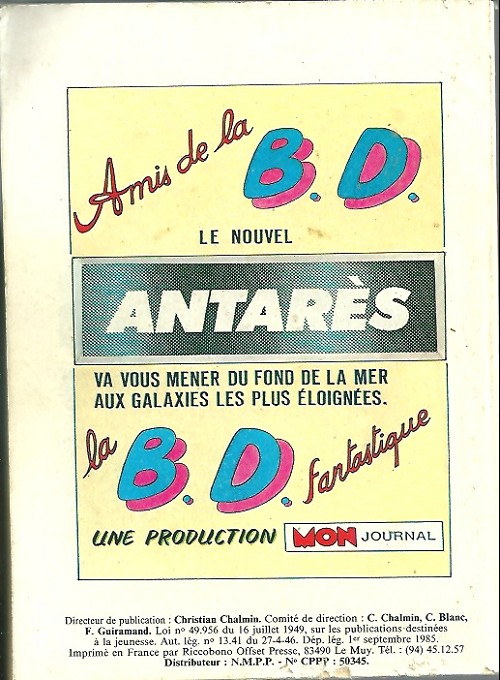 Amis de la B.D.
LE NOUVEL
ANTARÈS
VA VOUS MENER DU FOND DE LA MER
AUX GALAXIES LES PLUS ÉLOIGNÉES.
la B.D. fantastique
UNE PRODUCTION MON JOURNAL
Directeur de publication : Christian Chalmin. Comité de direction : C. Chalmin, C. Blanc,
F. Guiramand. Loi nº 49.956 du 16 juillet 1949, sur les publications destinées
à la jeunesse. Aut. lég. nº 13.41 du 27-4-46. Dép. lég. 1er septembre 1985.
Imprimé en France par Riccobono Offset Presse, 83490 Le Muy. Tél. : (94) 45.12.57
Distributeur : N.M.P.P. - Nº CPPP : 50345.